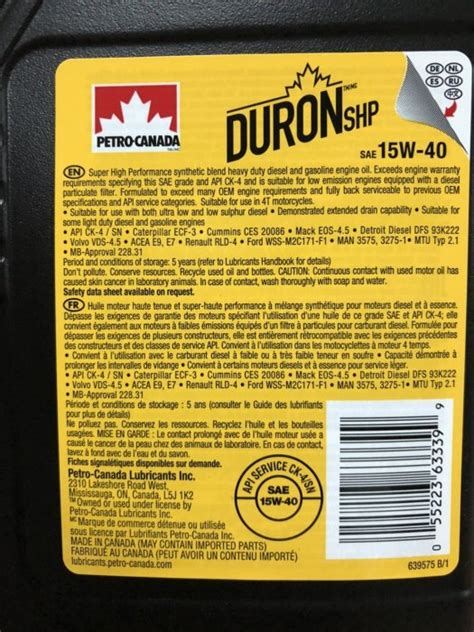 PETRO-CANADA
DURON SHP
SAE 15W-40
DE NL
ES RU
中文
EN Super High Performance synthetic blend heavy duty diesel and gasoline engine oil. Exceeds engine warranty
requirements specifying this SAE grade and API CK-4 and is suitable for low emission engines equipped with a diesel
particulate filter. Formulated to exceed many OEM engine requirements and fully back serviceable to previous OEM
specifications and API service categories. Suitable for use in 4T motorcycles.
• Suitable for use with both ultra low and low sulphur diesel • Demonstrated extended drain capability • Suitable for
some light duty diesel and gasoline engines
• API CK-4 / SN • Caterpillar ECF-3 • Cummins CES 20086 • Mack EOS-4.5 • Detroit Diesel DFS 93K222
• Volvo VDS-4.5 • ACEA E9, E7 • Renault RLD-4 • Ford WSS-M2C171-F1 • MAN 3575, 3275-1 • MTU Typ 2.1
• MB-Approval 228.31
Period and conditions of storage: 5 years (refer to Lubricants Handbook for details)
Don't pollute. Conserve resources. Recycle used oil and bottles. CAUTION: Continuous contact with used motor oil has
caused skin cancer in laboratory animals. In case of contact, wash thoroughly with soap and water.
Safety data sheet available on request.
FR Huile moteur haute tenue et super-haute performance à mélange synthétique pour moteurs diesel et à essence.
Dépasse les exigences de garantie des moteurs spécifiant l'utilisation d'une huile de ce grade SAE et API CK-4; elle
convient également aux moteurs à faibles émissions équipés d'un filtre à particules pour carburant diesel. Formulée pour
dépasser les exigences de plusieurs constructeurs, elle est entièrement rétrocompatible avec les exigences précédentes
des constructeurs et des classes de service API. Convient à l'utilisation dans les motocyclettes à moteur 4 temps.
• Convient à l'utilisation avec le carburant diesel à faible ou à très faible teneur en soufre • Capacité démontrée à
prolonger les intervalles de vidange • Convient à certains moteurs diesels et à essence pour service léger.
• API CK-4 / SN • Caterpillar ECF-3 • Cummins CES 20086 • Mack EOS-4.5 • Detroit Diesel DFS 93K222
• Volvo VDS-4.5 • ACEA E9, E7 • Renault RLD-4 • Ford WSS-M2C171-F1 • MAN 3575, 3275-1 • MTU Typ 2.1
• MB-Approval 228.31
Période et conditions de stockage : 5 ans (consulter le Guide des lubrifiants
pour plus de détails)
Ne polluez pas. Conservez les ressources. Recyclez l'huile et les bouteilles
usagées. MISE EN GARDE : Le contact prolongé avec de l'huile moteur usée a
causé le cancer de la peau chez des animaux de laboratoire. En cas de contact,
lavez à fond avec de l'eau et du savon.
Fiches signalétiques disponibles sur demande.
Petro-Canada Lubricants Inc.
2310 Lakeshore Road West,
Mississauga, ON, Canada, L5J 1K2
™Owned or used under license by
Petro-Canada Lubricants Inc.
MC Marque de commerce détenue ou utilisée
sous licence par Lubrifiants Petro-Canada Inc.
MADE IN CANADA (MAY CONTAIN IMPORTED PARTS)
FABRIQUÉ AU CANADA (PEUT AVOIR UN CONTENU IMPORTÉ)
lubricants.petro-canada.com
API SERVICE CK-4/SN
SAE
15W-40
0 55223 63339 9
639575 B/1